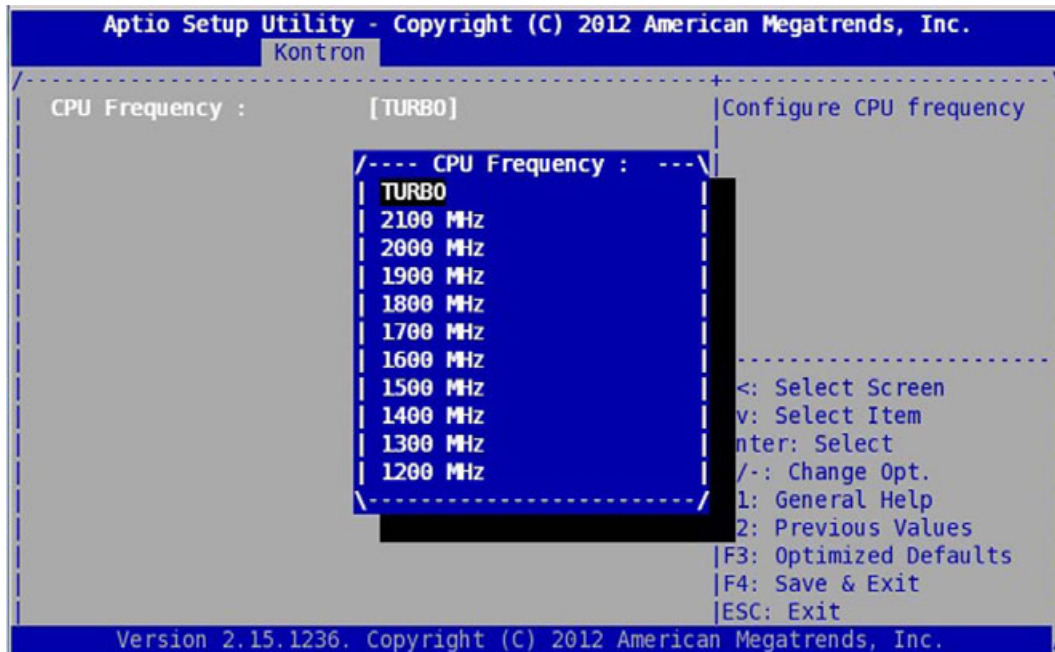 Aptio Setup Utility - Copyright (C) 2012 American Megatrends, Inc.
Kontron
CPU Frequency : [TURBO]
Configure CPU frequency
/---- CPU Frequency : ---\
TURBO
2100 MHz
2000 MHz
1900 MHz
1800 MHz
1700 MHz
1600 MHz
1500 MHz
1400 MHz
1300 MHz
1200 MHz
<: Select Screen
v: Select Item
nter: Select
/-: Change Opt.
1: General Help
2: Previous Values
F3: Optimized Defaults
F4: Save & Exit
ESC: Exit
Version 2.15.1236. Copyright (C) 2012 American Megatrends, Inc.